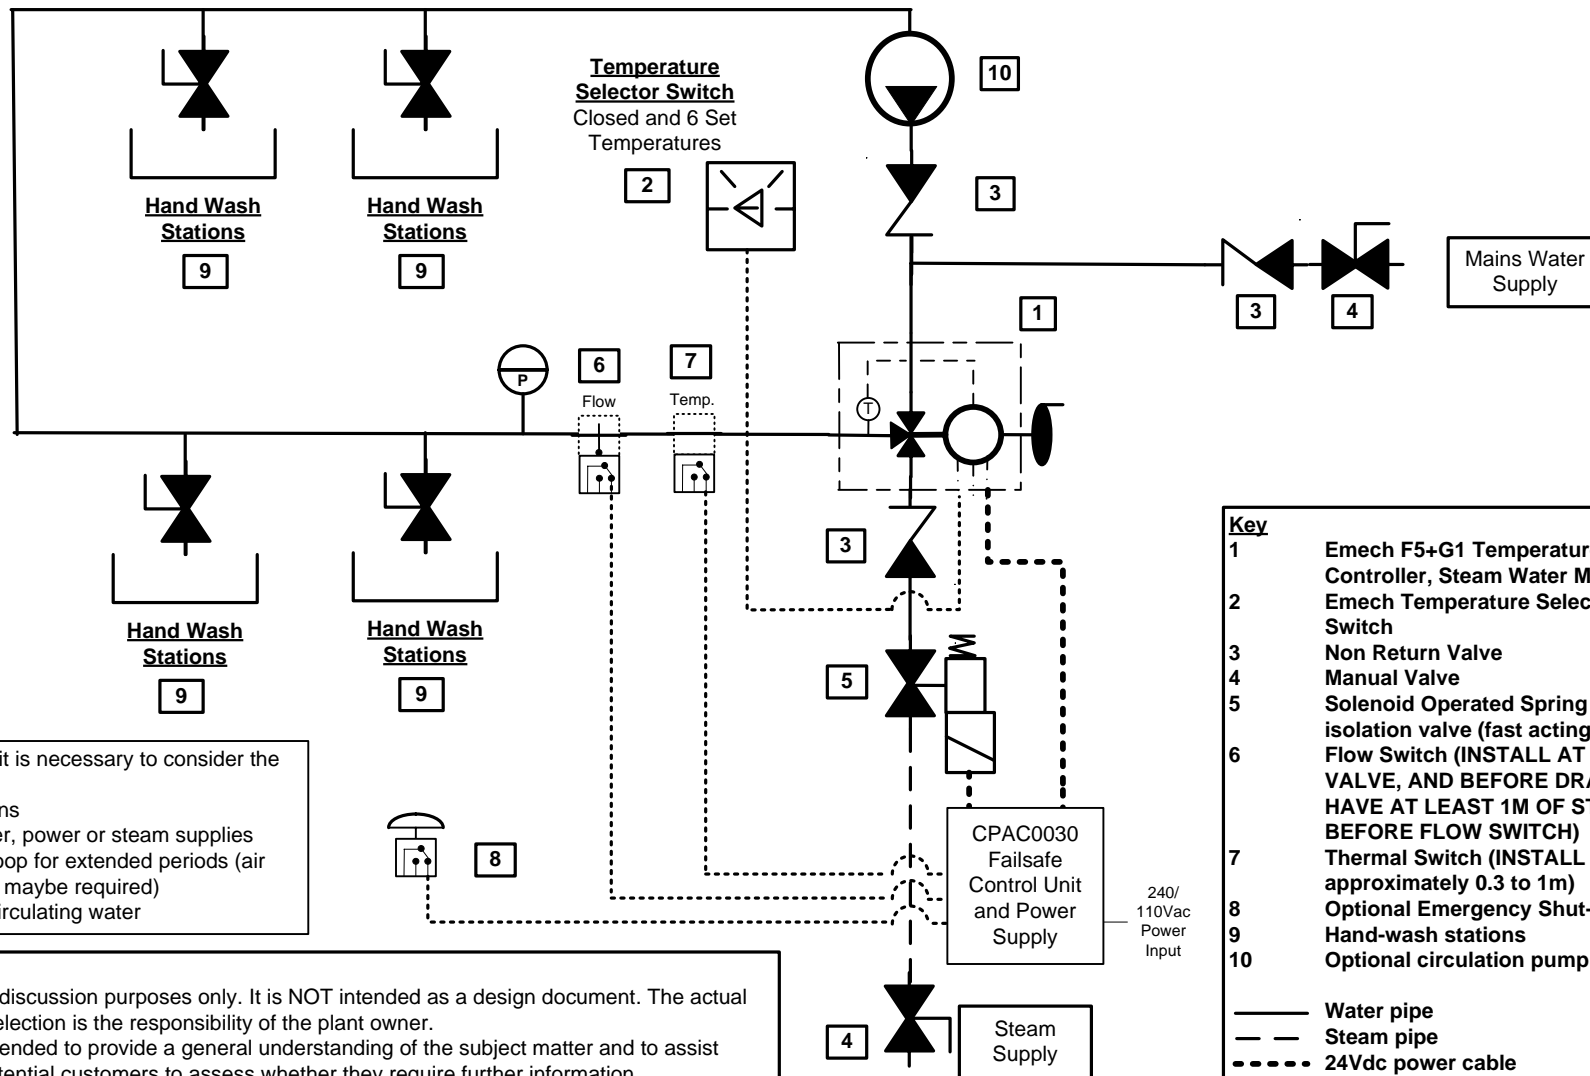 Temperature
Selector Switch
Closed and 6 Set
Temperatures
2
10
3
Hand Wash
Stations
9
Hand Wash
Stations
9
3
4
Mains Water
Supply
1
P
6
Flow
7
Temp.
T
3
Hand Wash
Stations
9
Hand Wash
Stations
9
5
8
CPAC0030
Failsafe
Control Unit
and Power
Supply
240/
110Vac
Power
Input
4
Steam
Supply
it is necessary to consider the
ns
er, power or steam supplies
oop for extended periods (air
maybe required)
irculating water
discussion purposes only. It is NOT intended as a design document. The actual
election is the responsibility of the plant owner.
ended to provide a general understanding of the subject matter and to assist
tential customers to assess whether they require further information.
Key
1 Emech F5+G1 Temperatur
Controller, Steam Water M
2 Emech Temperature Selec
Switch
3 Non Return Valve
4 Manual Valve
5 Solenoid Operated Spring
isolation valve (fast acting
6 Flow Switch (INSTALL AT
VALVE, AND BEFORE DRA
HAVE AT LEAST 1M OF ST
BEFORE FLOW SWITCH)
7 Thermal Switch (INSTALL
approximately 0.3 to 1m)
8 Optional Emergency Shut-
9 Hand-wash stations
10 Optional circulation pump
Water pipe
Steam pipe
24Vdc power cable